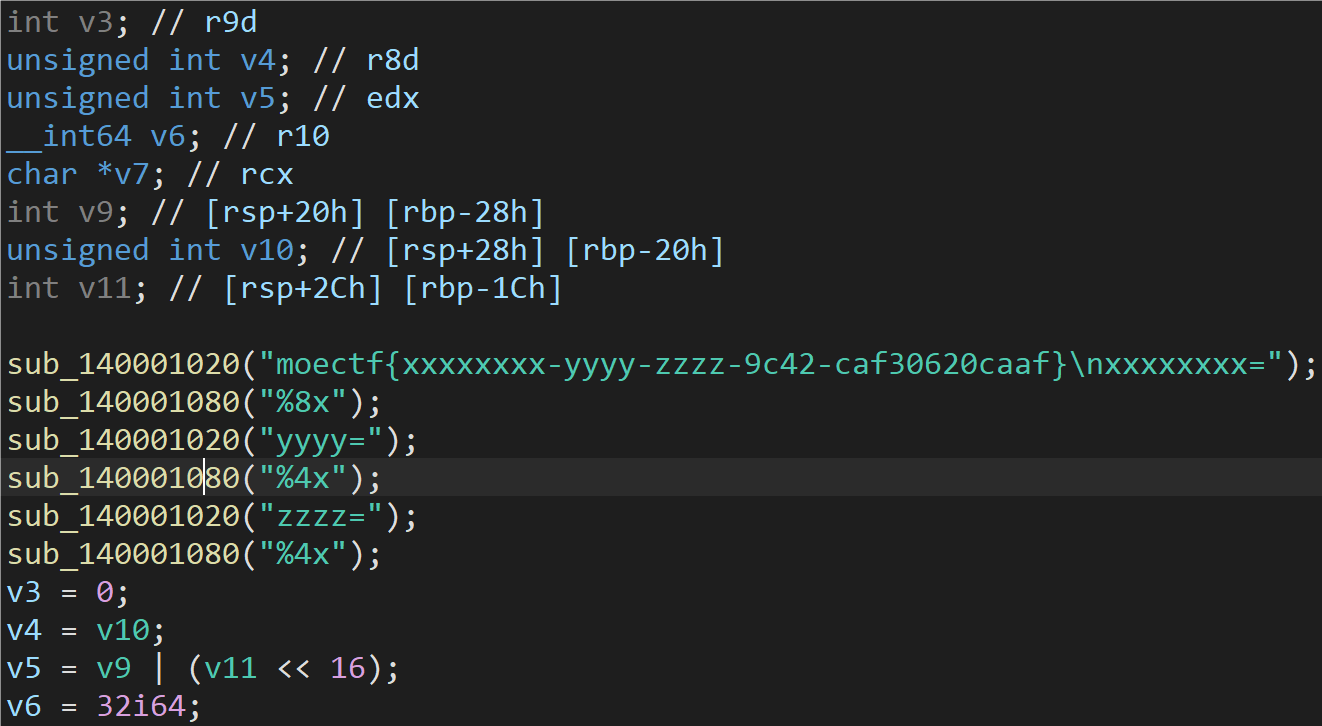 int v3; // r9d
unsigned int v4; // r8d
unsigned int v5; // edx
__int64 v6; // r10
char *v7; // rcx
int v9; // [rsp+20h] [rbp-28h]
unsigned int v10; // [rsp+28h] [rbp-20h]
int v11; // [rsp+2Ch] [rbp-1Ch]
sub_140001020("moectf{xxxxxxxx-yyyy-zzzz-9c42-caf30620caaf}\nxxxxxxxx=");
sub_140001080("%8x");
sub_140001020("yyyy=");
sub_140001080("%4x");
sub_140001020("zzzz=");
sub_140001080("%4x");
v3 = 0;
v4 = v10;
v5 = v9 | (v11 << 16);
v6 = 32i64;